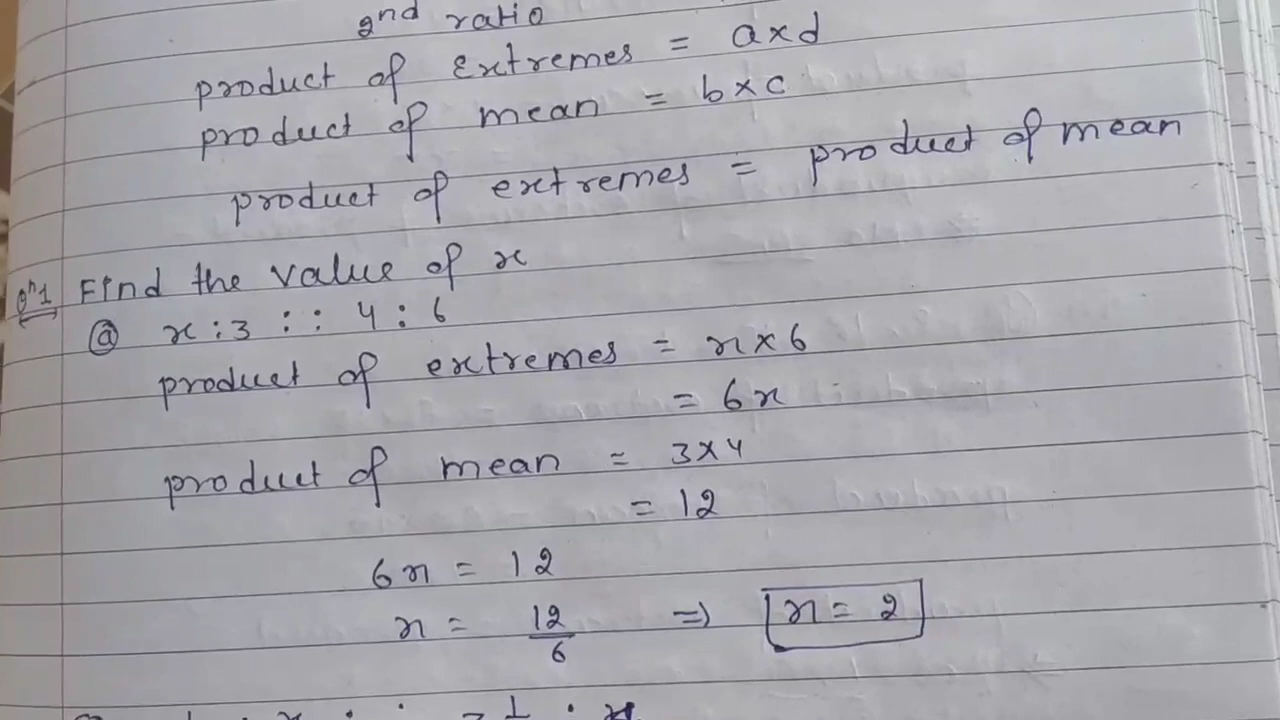 2nd ratio
product of extremes = a×d
product of mean = b×c
product of extremes = product of mean
Qn1 Find the value of x
@ x : 3 : : 4 : 6
product of extremes = x×6
= 6x
product of mean = 3×4
= 12
6x = 12
x = 12/6 => x = 2